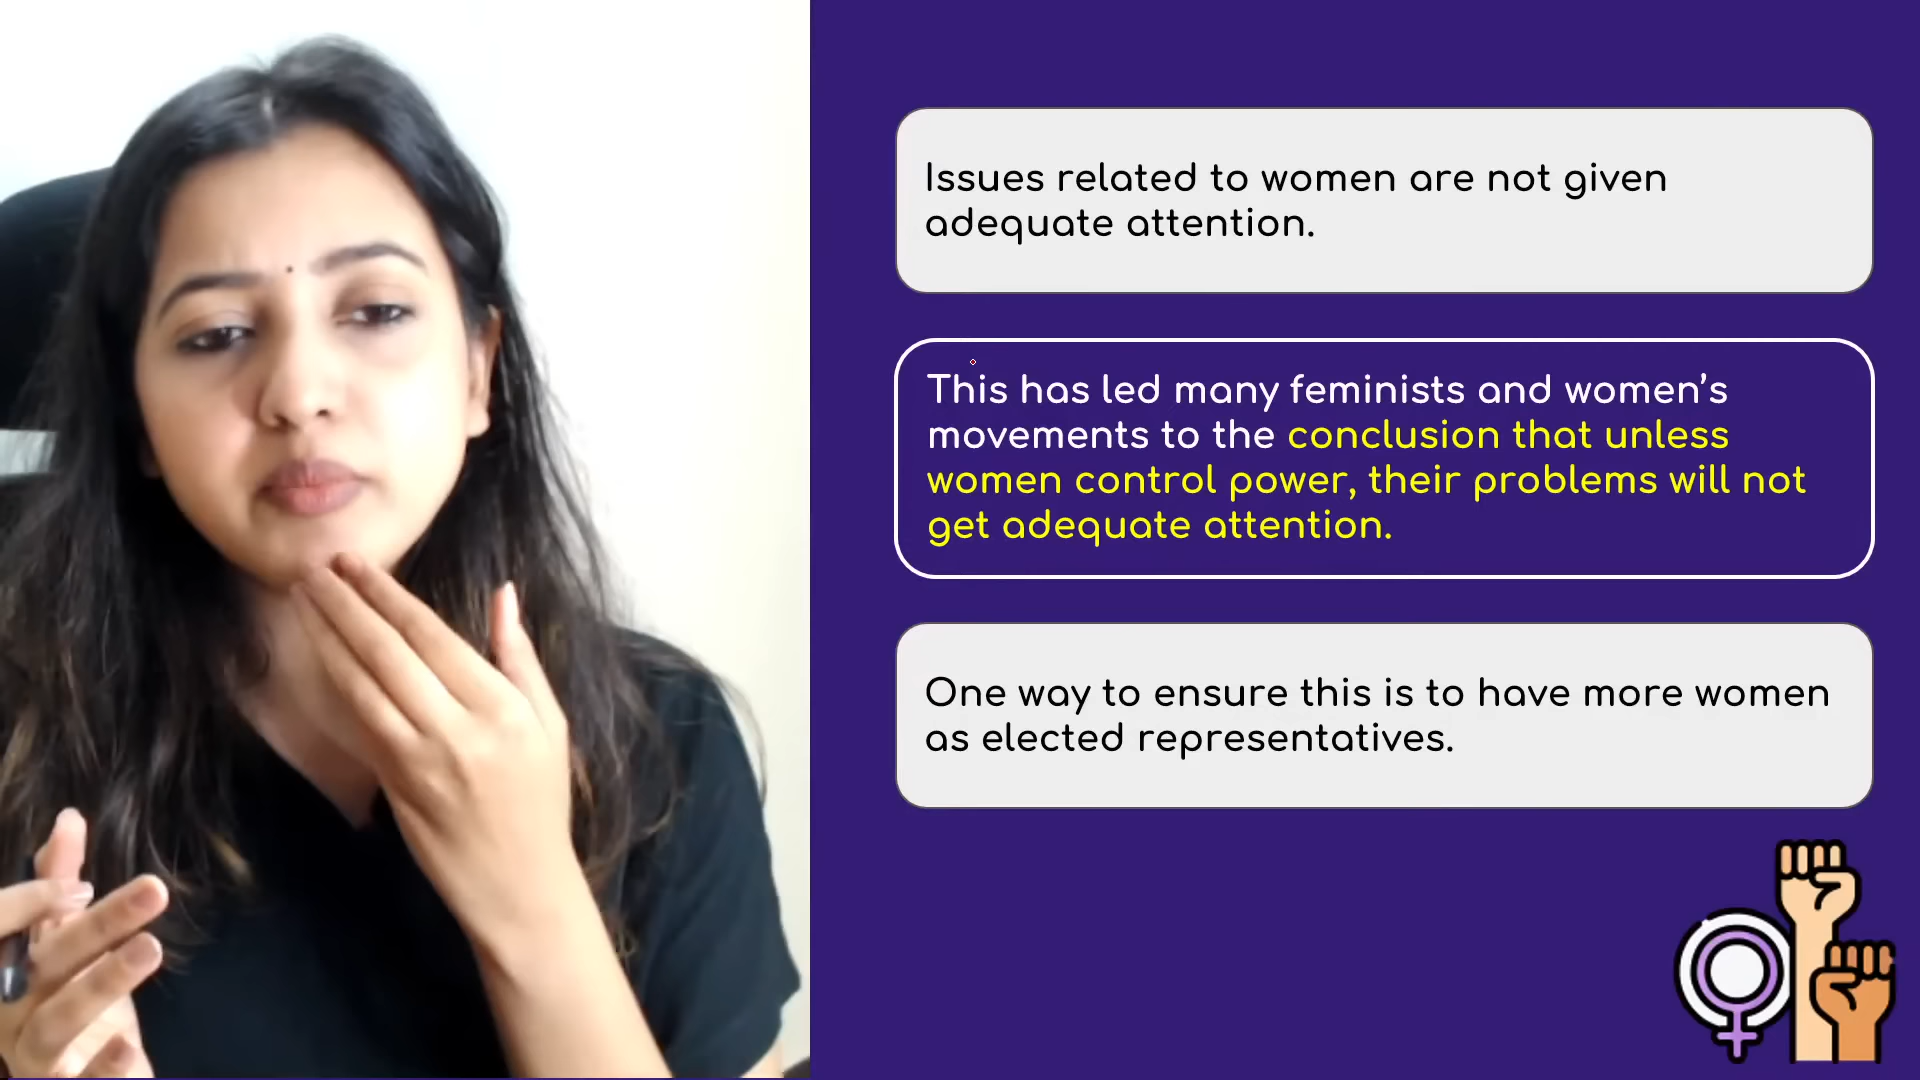 Issues related to women are not given
adequate attention.
This has led many feminists and women’s
movements to the conclusion that unless
women control power, their problems will not
get adequate attention.
One way to ensure this is to have more women
as elected representatives.